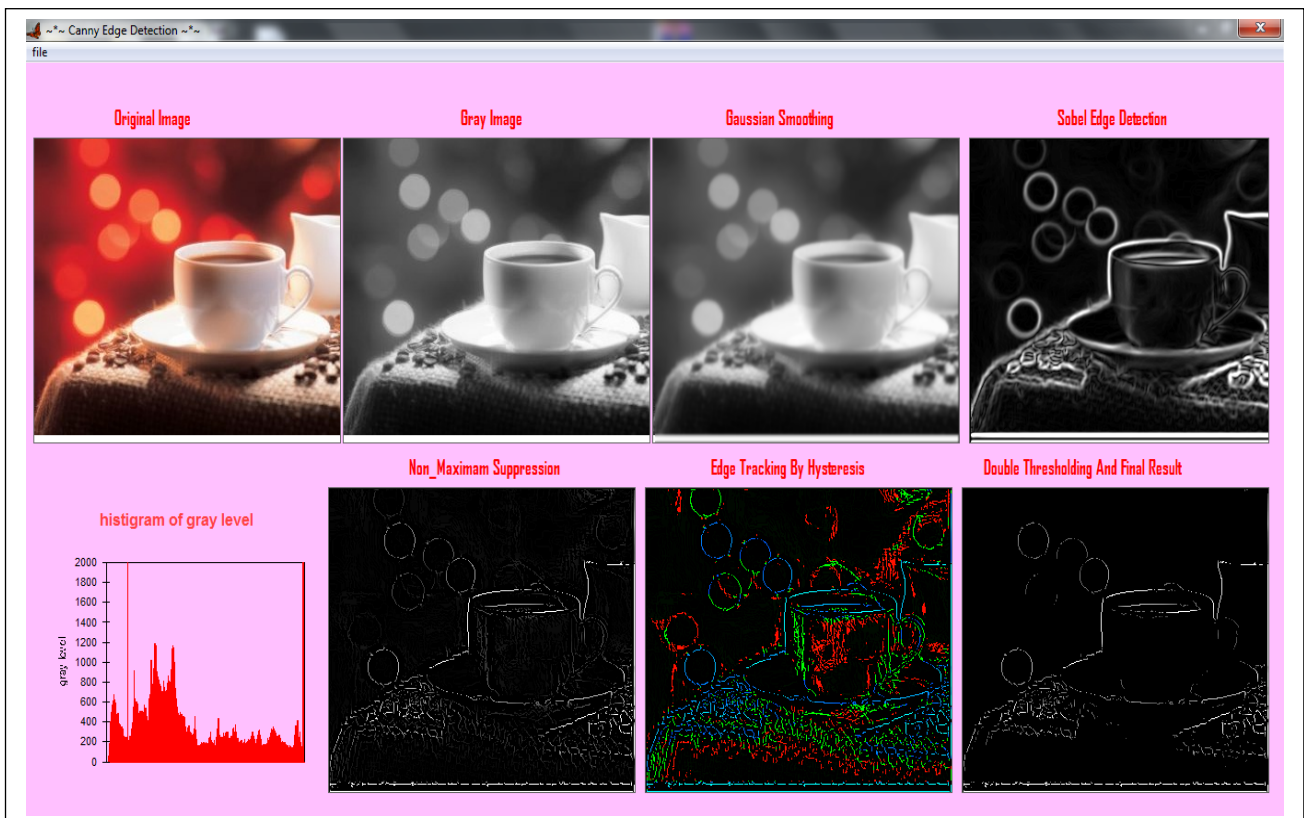 ~*~ Canny Edge Detection ~*~
X
file
Original Image
Gray Image
Gaussian Smoothing
Sobel Edge Detection
Non_Maximam Suppression
Edge Tracking By Hysteresis
Double Thresholding And Final Result
histigram of gray level
2000
1800
1600
1400
1200
1000
800
600
400
200
0
gray level